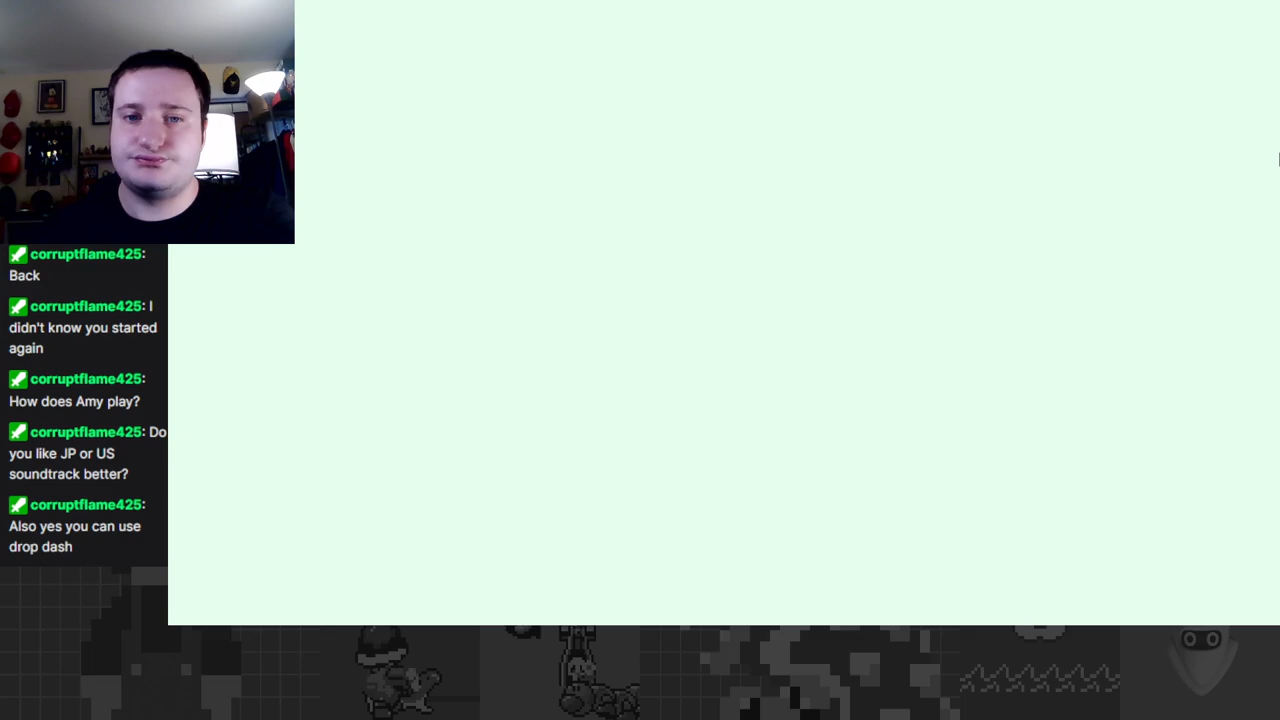 corruptflame425:
Back
corruptflame425: I
didn't know you started
again
corruptflame425:
How does Amy play?
corruptflame425: Do
you like JP or US
soundtrack better?
corruptflame425:
Also yes you can use
drop dash